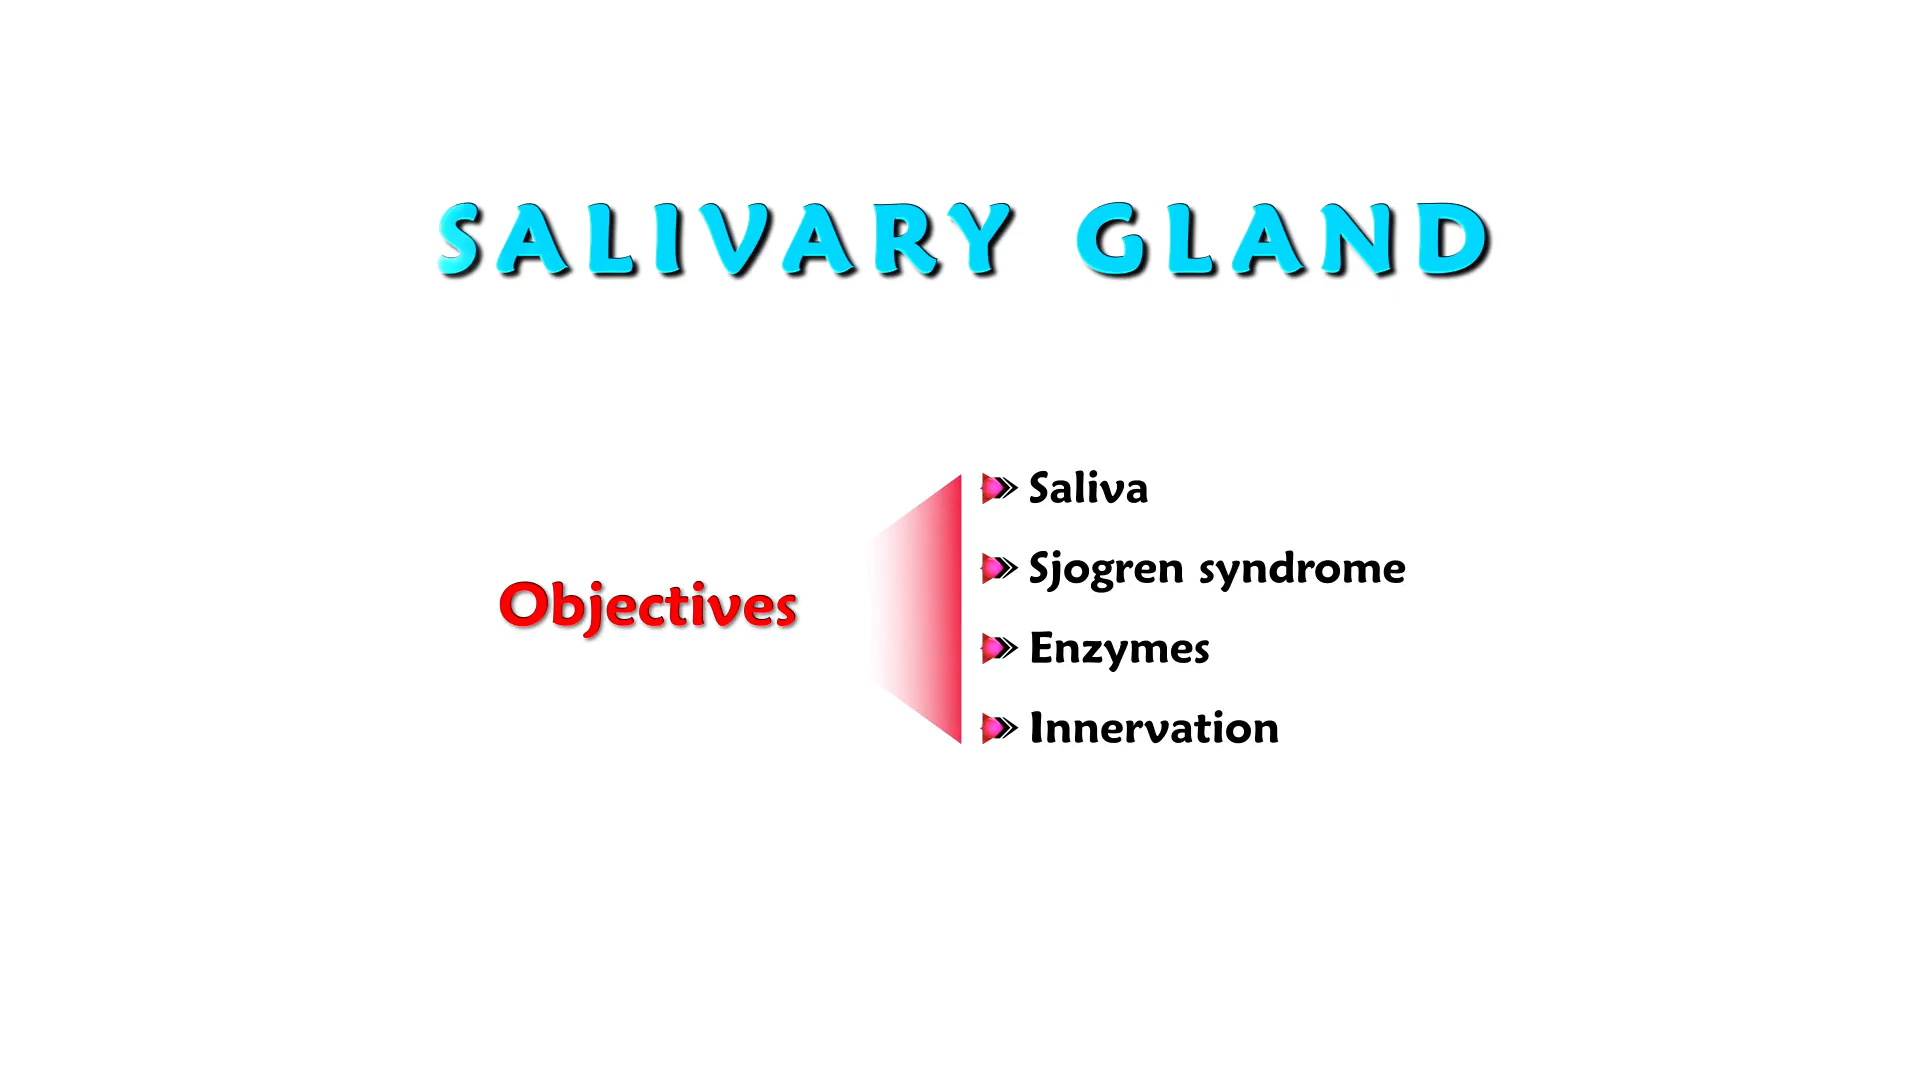 SALIVARY GLAND
Objectives
Saliva
Sjogren syndrome
Enzymes
Innervation